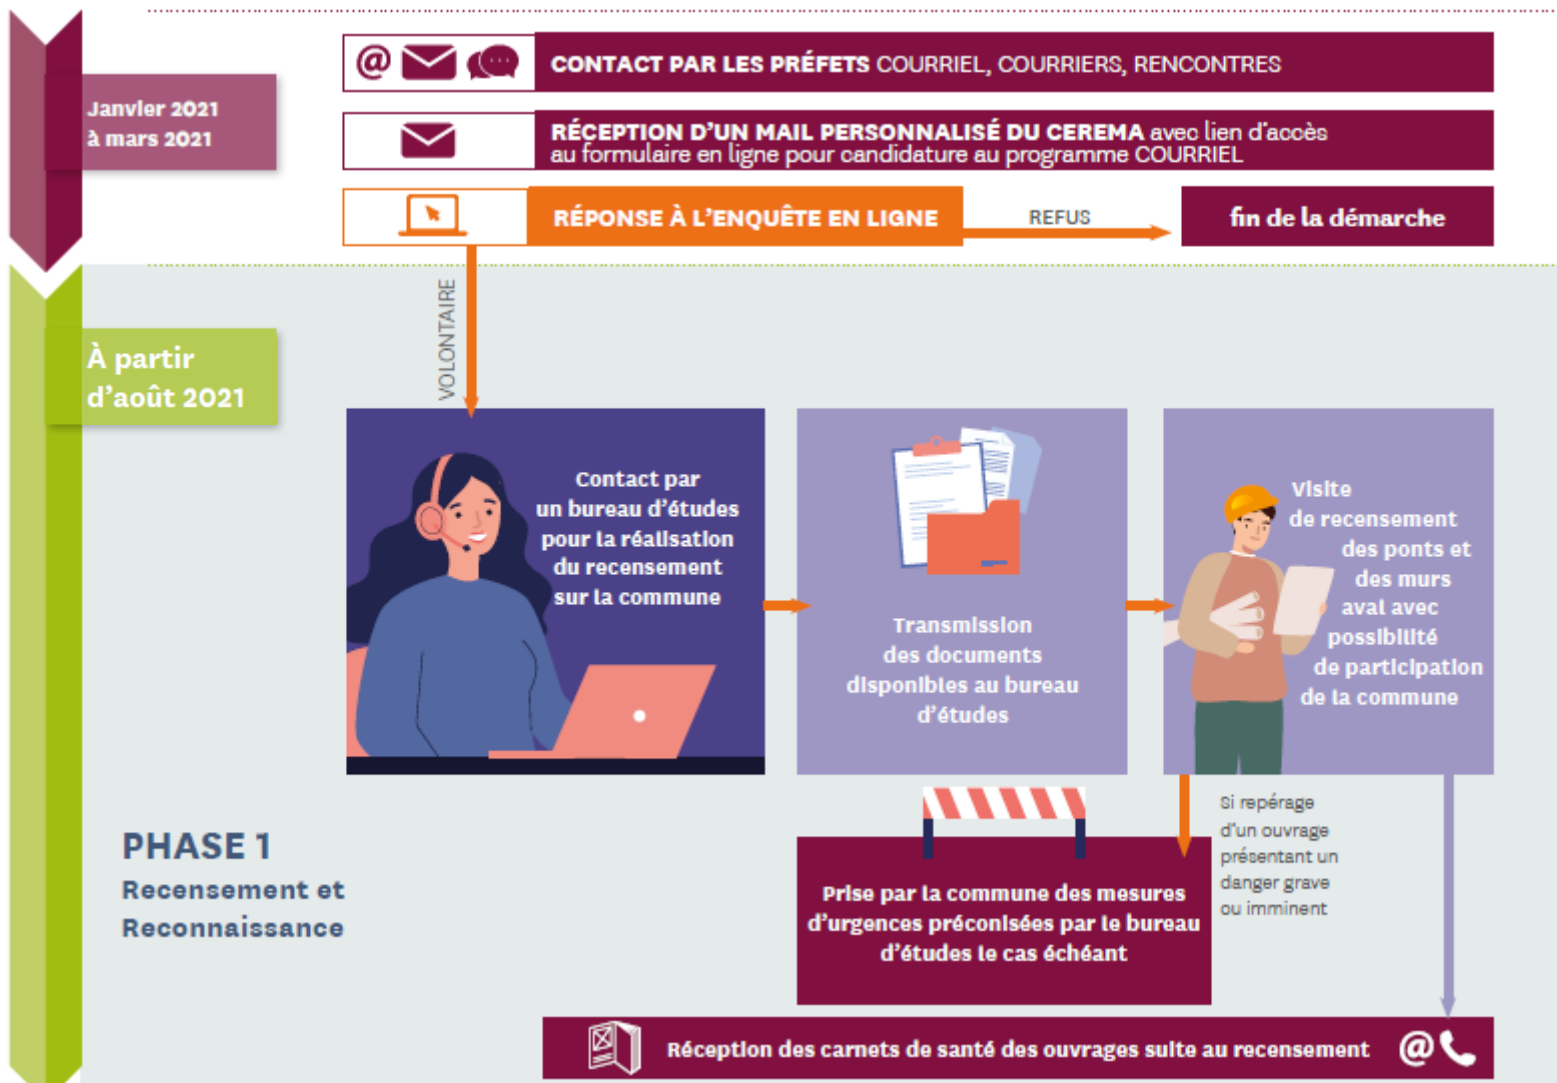 CONTACT PAR LES PRÉFETS COURRIEL, COURRIERS, RENCONTRES
Janvier 2021
à mars 2021
RÉCEPTION D'UN MAIL PERSONNALISÉ DU CEREMA avec lien d'accès
au formulaire en ligne pour candidature au programme COURRIEL
RÉPONSE À L'ENQUÊTE EN LIGNE
REFUS
fin de la démarche
VOLONTAIRE
À partir
d'août 2021
Contact par
un bureau d'études
pour la réalisation
du recensement
sur la commune
Transmission
des documents
disponibles au bureau
d'études
Visite
de recensement
des ponts et
des murs
aval avec
possibilité
de participation
de la commune
Si repérage
d'un ouvrage
présentant un
danger grave
ou imminent
PHASE 1
Recensement et
Reconnaissance
Prise par la commune des mesures
d'urgences préconisées par le bureau
d'études le cas échéant
Réception des carnets de santé des ouvrages suite au recensement